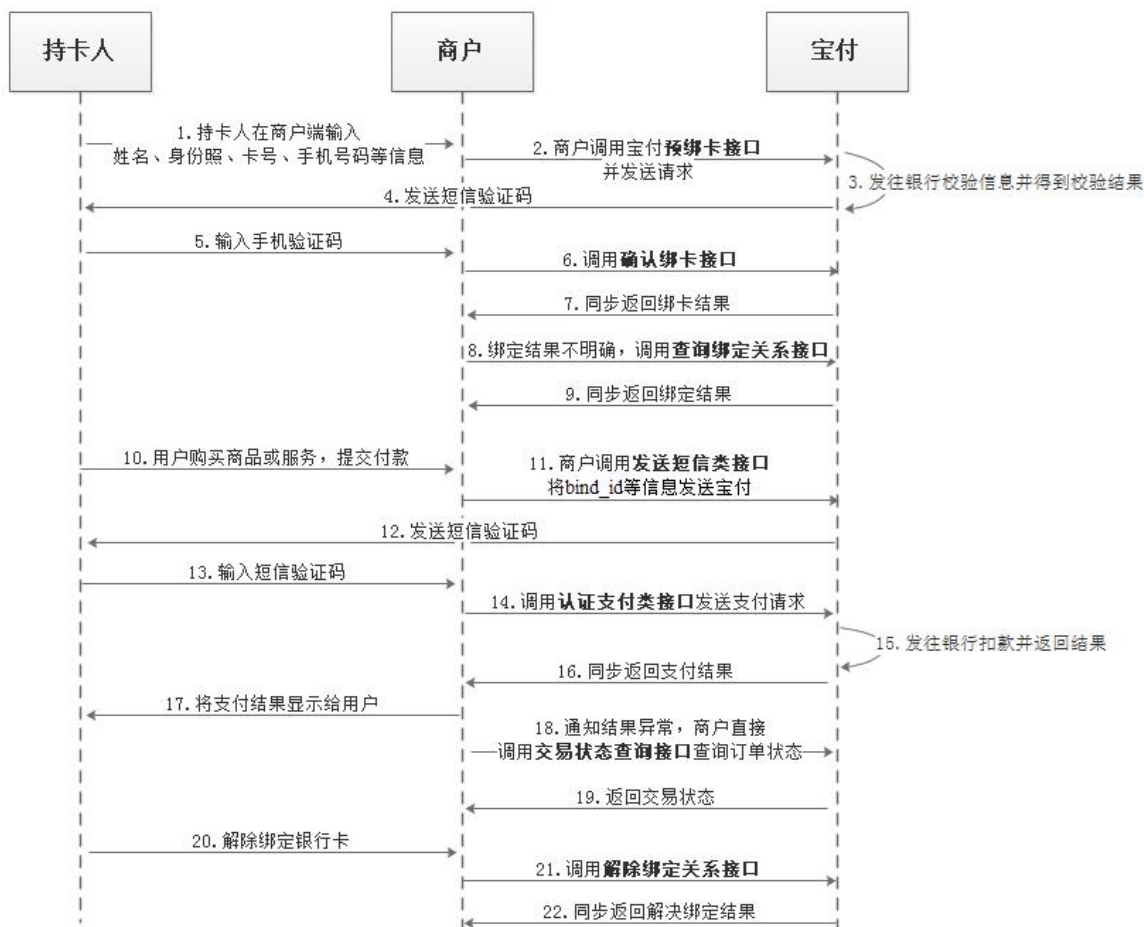 持卡人
商户
宝付
1.持卡人在商户端输入
姓名、身份照、卡号、手机号码等信息
2.商户调用宝付预绑卡接口
并发送请求
3.发往银行校验信息并得到校验结果
4.发送短信验证码
5.输入手机验证码
6.调用确认绑卡接口
7.同步返回绑卡结果
8.绑定结果不明确，调用查询绑定关系接口
9.同步返回绑定结果
10.用户购买商品或服务，提交付款
11.商户调用发送短信类接口
将bind_id等信息发送宝付
12.发送短信验证码
13.输入短信验证码
14.调用认证支付类接口发送支付请求
15.发往银行扣款并返回结果
16.同步返回支付结果
17.将支付结果显示给用户
18.通知结果异常，商户直接
调用交易状态查询接口查询订单状态
19.返回交易状态
20.解除绑定银行卡
21.调用解除绑定关系接口
22.同步返回解决绑定结果